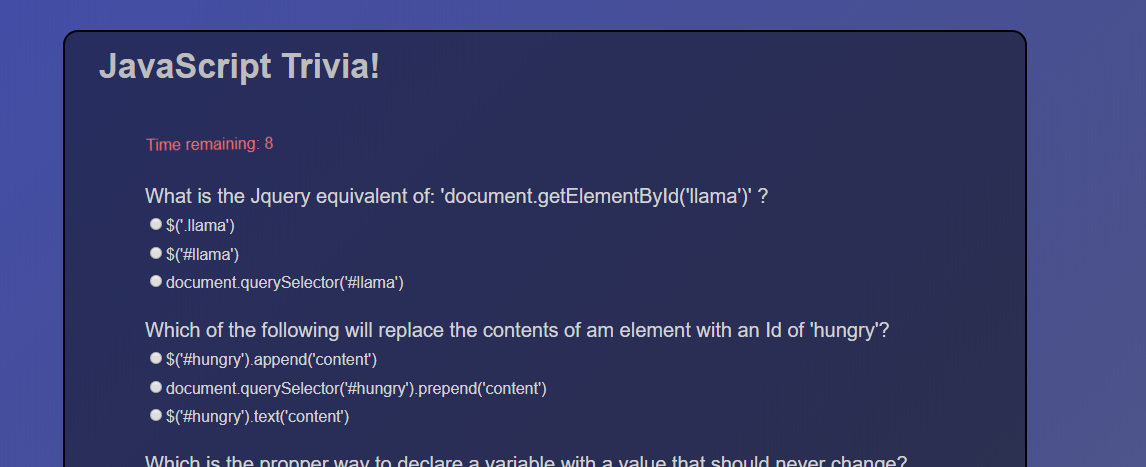 JavaScript Trivia!
Time remaining: 8
What is the Jquery equivalent of: 'document.getElementById('llama')' ?
$('.llama')
$('#llama')
document.querySelector('#llama')
Which of the following will replace the contents of am element with an Id of 'hungry'?
$('#hungry').append('content')
document.querySelector('#hungry').prepend('content')
$('#hungry').text('content')
Which is the propper way to declare a variable with a value that should never change?